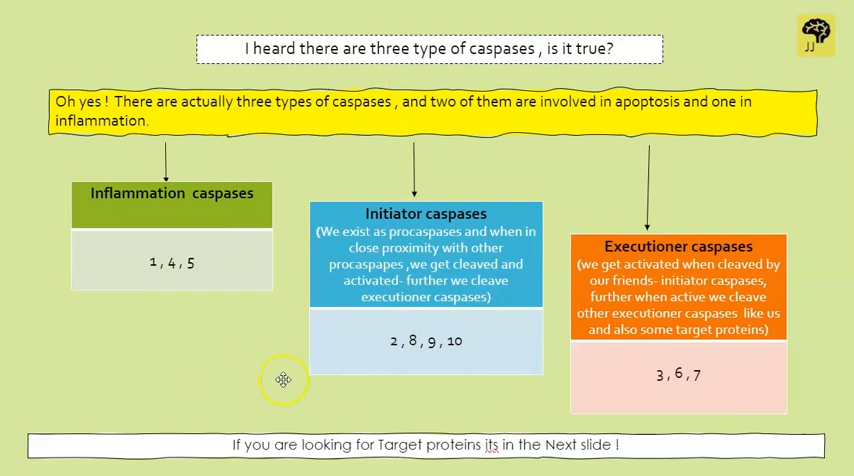 I heard there are three type of caspases , is it true?
JJ
Oh yes ! There are actually three types of caspases , and two of them are involved in apoptosis and one in
inflammation.
Inflammation caspases
1 , 4 , 5
Initiator caspases
(We exist as procaspases and when in
close proximity with other
procaspapes ,we get cleaved and
activated- further we cleave
executioner caspases)
2 , 8 , 9 , 10
Executioner caspases
(we get activated when cleaved by
our friends- initiator caspases,
further when active we cleave
other executioner caspases like us
and also some target proteins)
3 , 6 , 7
If you are looking for Target proteins its in the Next slide !